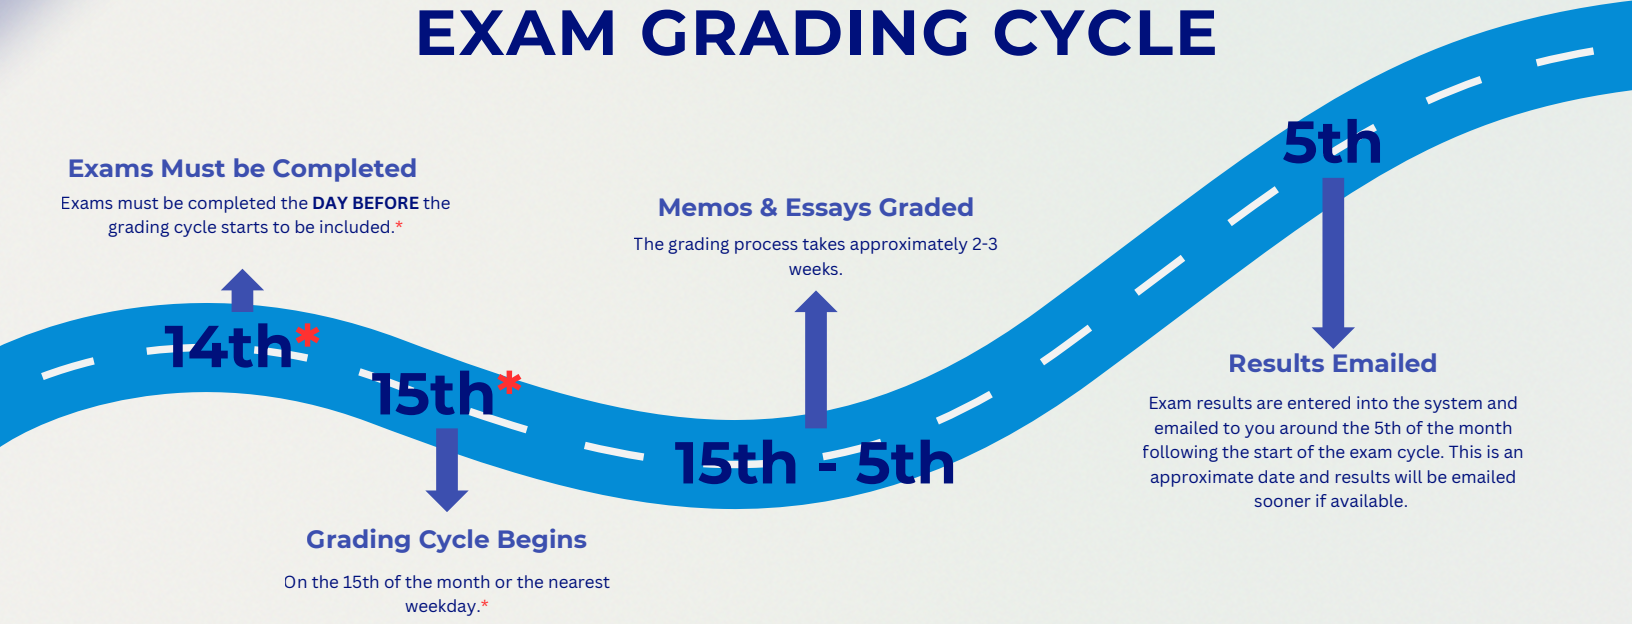 EXAM GRADING CYCLE
Exams Must be Completed
Exams must be completed the DAY BEFORE the
grading cycle starts to be included.*
14th*
15th*
Grading Cycle Begins
On the 15th of the month or the nearest
weekday.*
Memos & Essays Graded
The grading process takes approximately 2-3
weeks.
15th - 5th
5th
Results Emailed
Exam results are entered into the system and
emailed to you around the 5th of the month
following the start of the exam cycle. This is an
approximate date and results will be emailed
sooner if available.